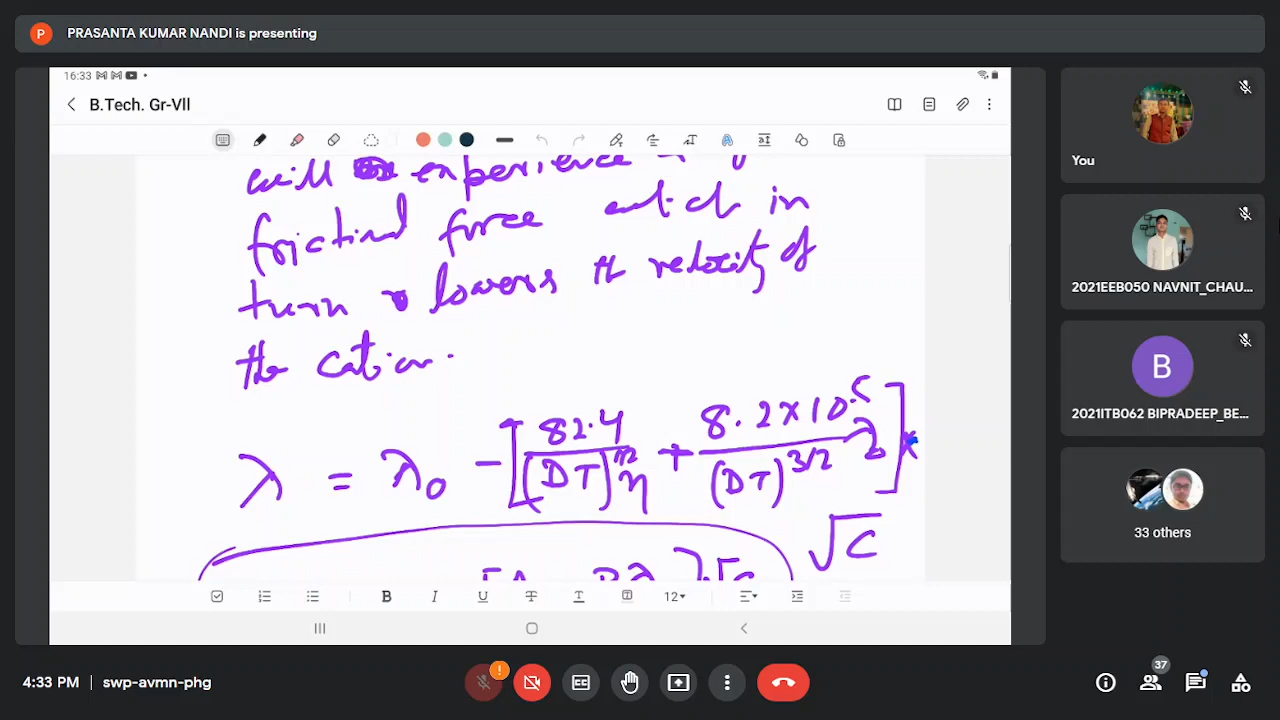 PRASANTA KUMAR NANDI is presenting
P
16:33
B.Tech. Gr-VII
will experience
frictional force which in
turn lowers the velocity of
the cation.
λ = λ₀ - [82.4/(DT)^1/2 η + 8.2×10^5/(DT)^3/2 λ₀] ×
√C
B I U T T 12
You
2021EEB050 NAVNIT_CHAU...
B
2021ITB062 BIPRADEEP_BE...
33 others
4:33 PM | swp-avmn-phg
37